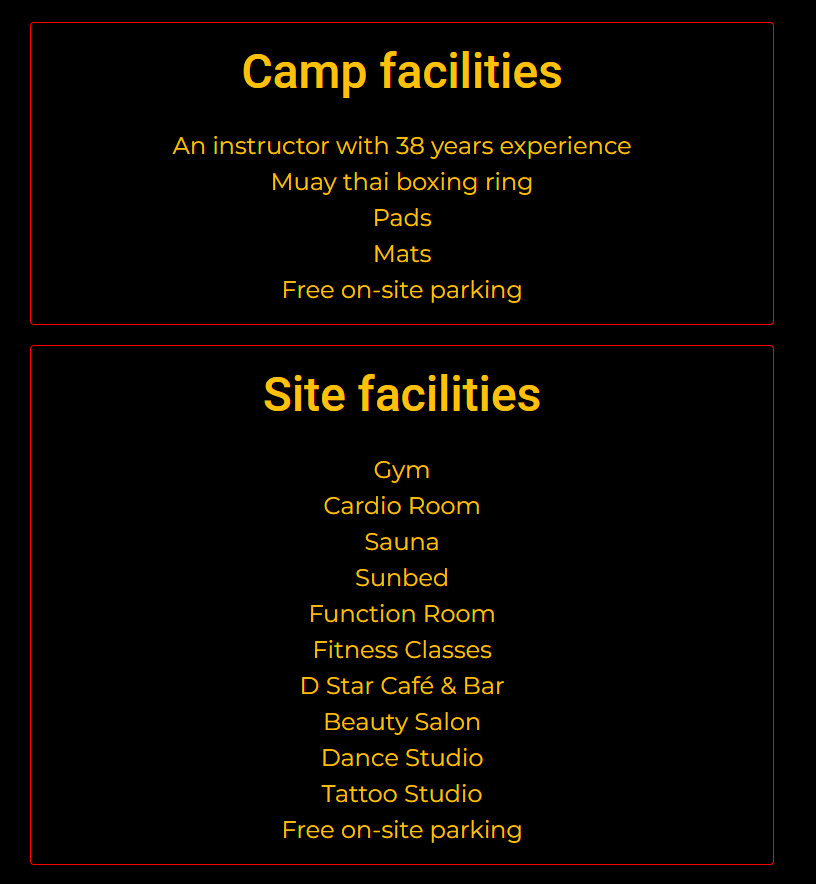 Camp facilities
An instructor with 38 years experience
Muay thai boxing ring
Pads
Mats
Free on-site parking
Site facilities
Gym
Cardio Room
Sauna
Sunbed
Function Room
Fitness Classes
D Star Café & Bar
Beauty Salon
Dance Studio
Tattoo Studio
Free on-site parking